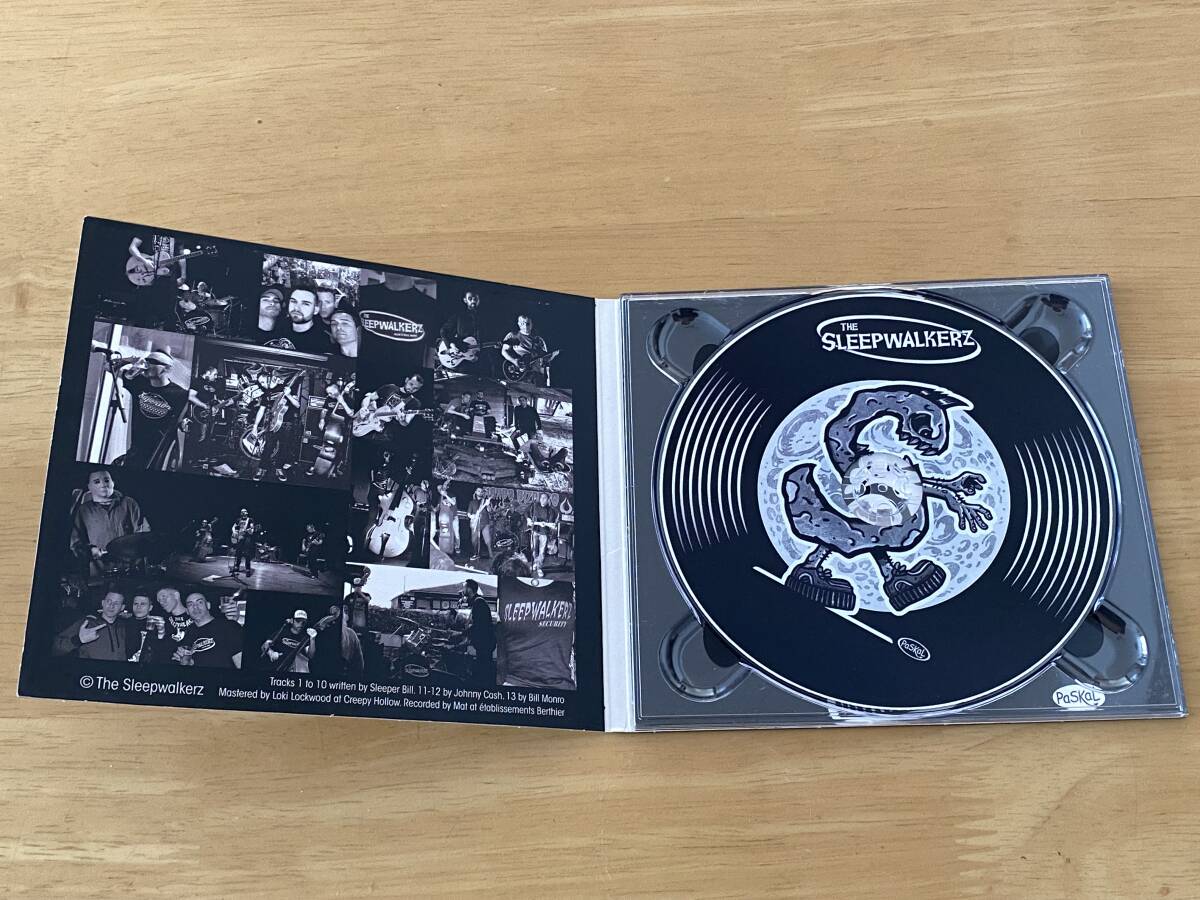 THE
SLEEPWALKERZ
SLEEPWALKERZ
SECURITY
© The Sleepwalkerz
Tracks 1 to 10 written by Sleeper Bill. 11-12 by Johnny Cash. 13 by Bill Monro
Mastered by Loki Lockwood at Creepy Hollow. Recorded by Mat at établissements Berthier
THE
SLEEPWALKERZ
PaSKaL
PaSKaL